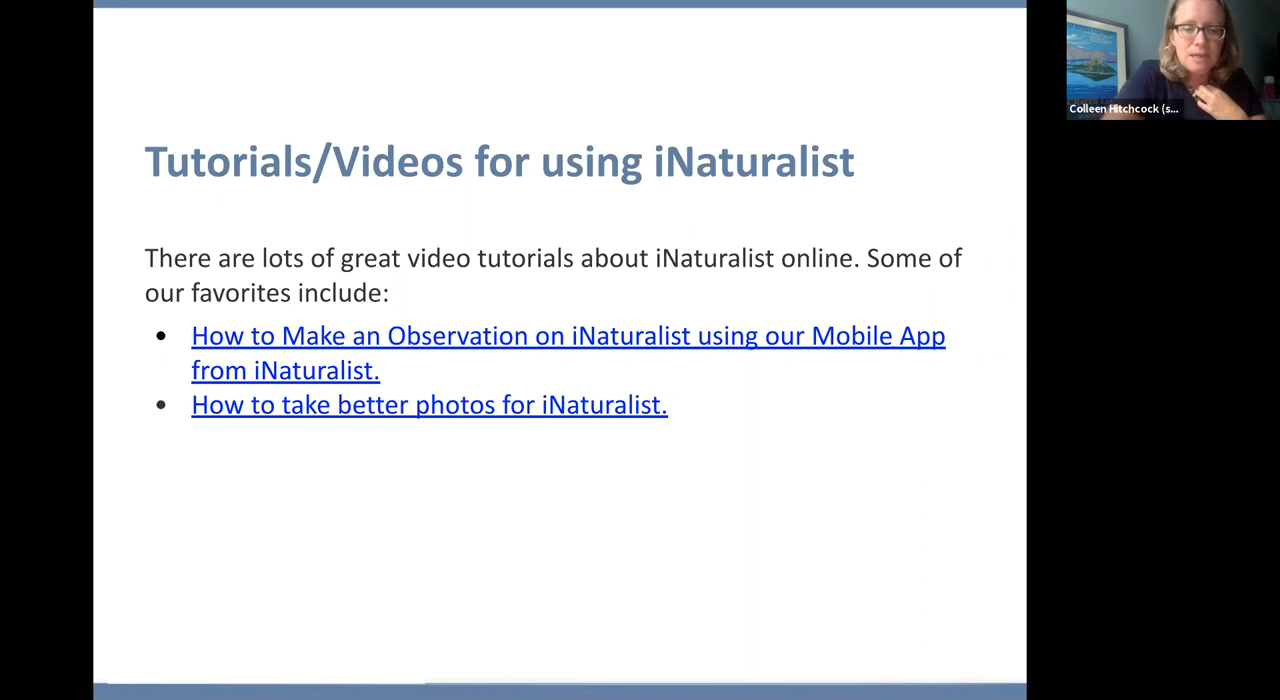 Tutorials/Videos for using iNaturalist
There are lots of great video tutorials about iNaturalist online. Some of
our favorites include:
• How to Make an Observation on iNaturalist using our Mobile App
from iNaturalist.
• How to take better photos for iNaturalist.
Colleen Hitchcock (s...